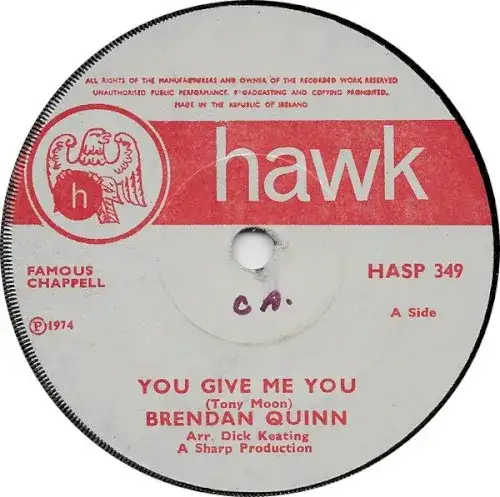 ALL RIGHTS OF THE MANUFACTURERS AND OWNER OF THE RECORDED WORK RESERVED
UNAUTHORISED PUBLIC PERFORMANCE, BROADCASTING AND COPYING PROHIBITED.
MADE IN THE REPUBLIC OF IRELAND
h
hawk
FAMOUS
CHAPPELL
HASP 349
Ⓟ1974
A Side
C A.
YOU GIVE ME YOU
(Tony Moon)
BRENDAN QUINN
Arr. Dick Keating
A Sharp Production